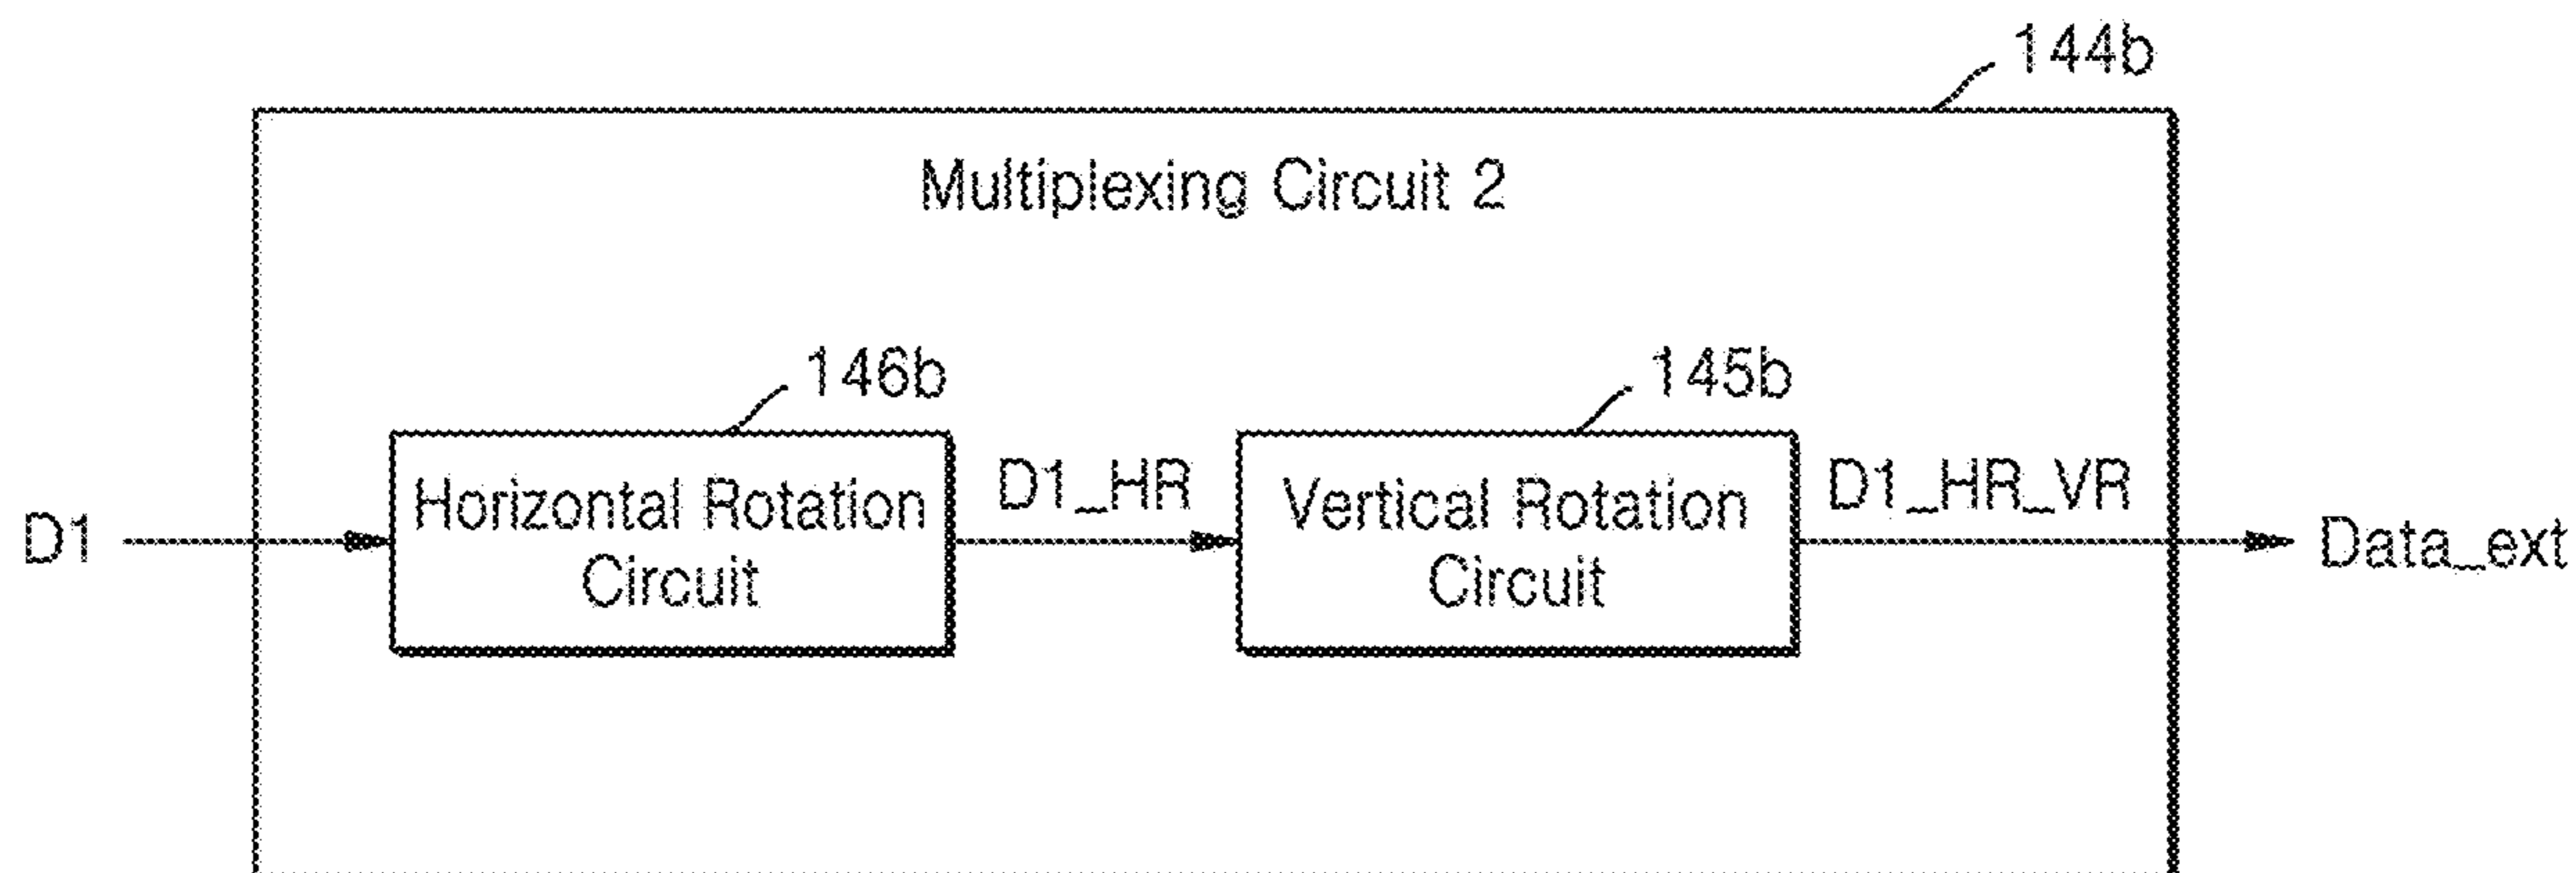 144b
Multiplexing Circuit 2
146b
145b
D1
Horizontal Rotation
Circuit
D1_HR
Vertical Rotation
Circuit
D1_HR_VR
Data_ext